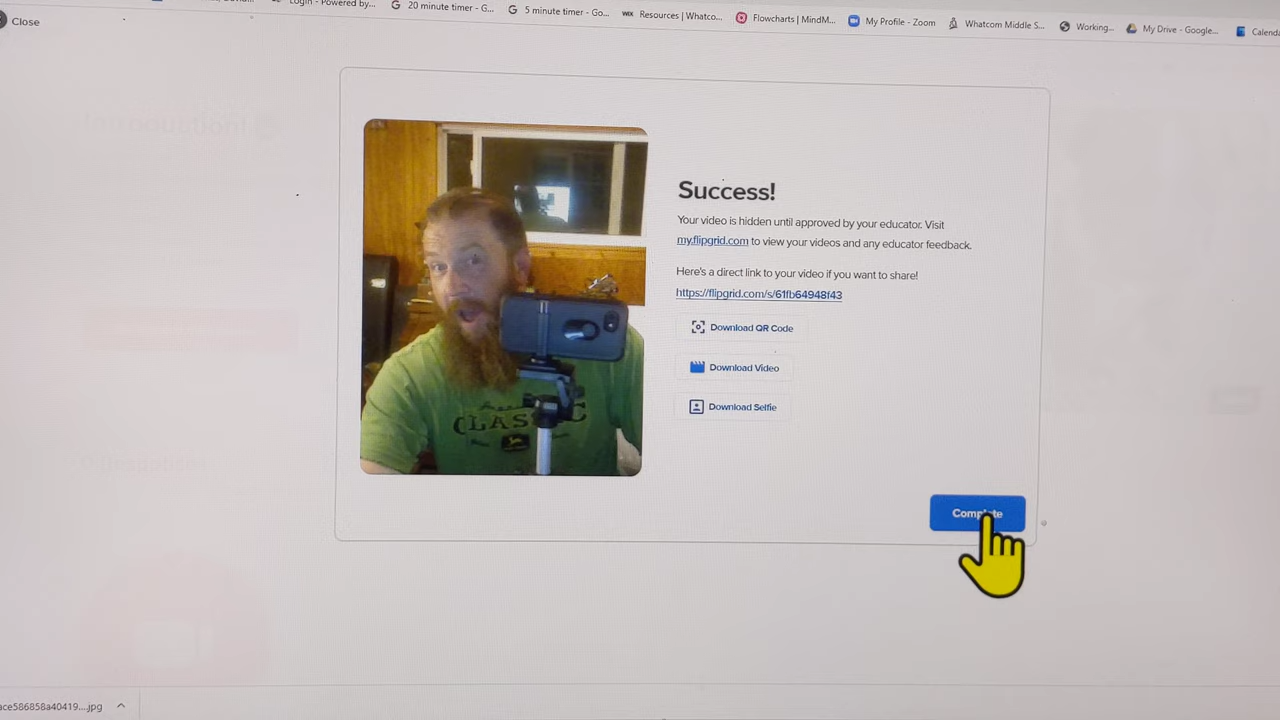 Close
Login - Powered by...
20 minute timer - G...
5 minute timer - Go...
WIX Resources | Whatco...
Flowcharts | MindM...
My Profile - Zoom
Whatcom Middle S...
Working...
My Drive - Google...
Calenda
Success!
Your video is hidden until approved by your educator. Visit
my.flipgrid.com to view your videos and any educator feedback.
Here's a direct link to your video if you want to share!
https://flipgrid.com/s/61fb64948f43
Download QR Code
Download Video
Download Selfie
CLASSIC
Complete
ace586858a40419....jpg